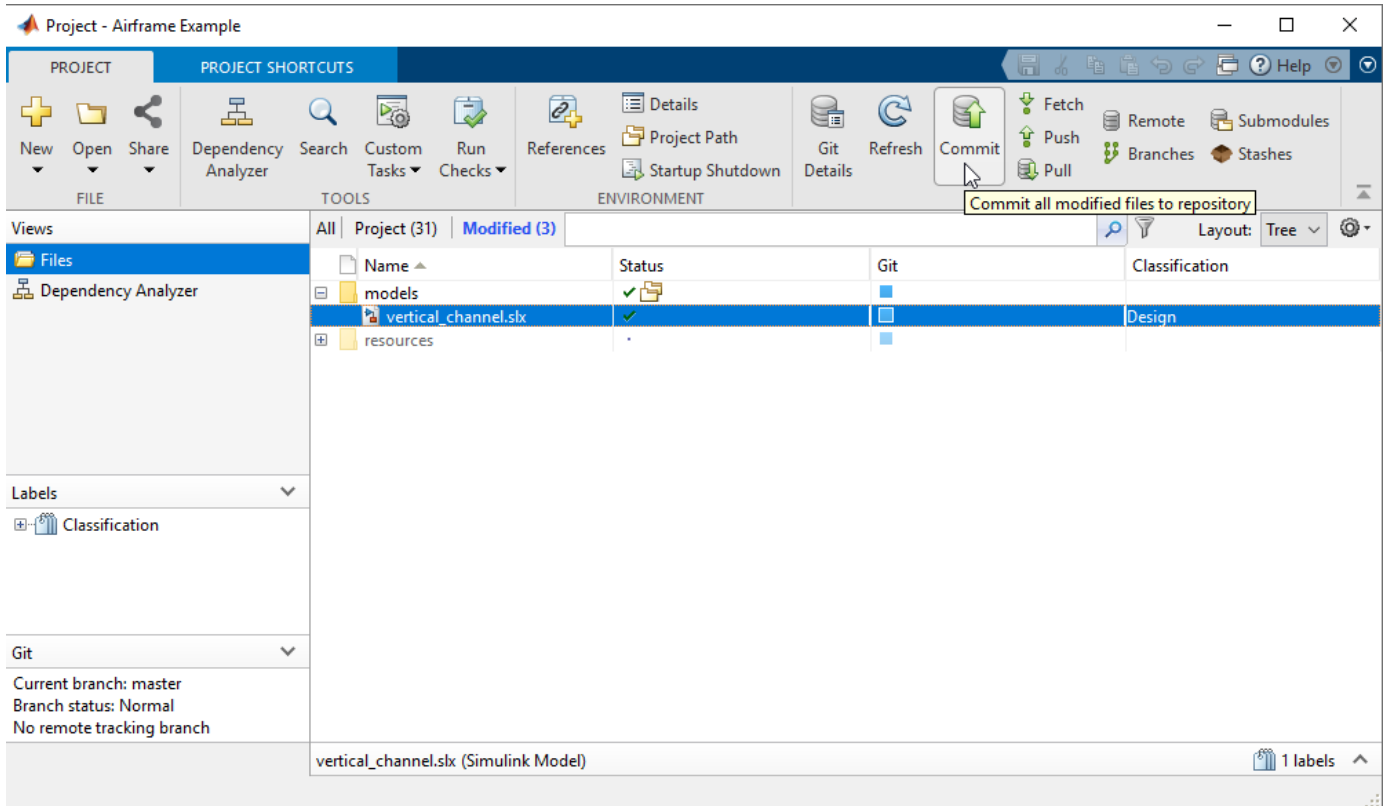 Project - Airframe Example
PROJECT PROJECT SHORTCUTS Help
New Open Share Dependency Analyzer Search Custom Tasks Run Checks References Details Project Path Startup Shutdown Git Details Refresh Commit Fetch Push Pull Remote Branches Submodules Stashes
FILE TOOLS ENVIRONMENT
Commit all modified files to repository
Views All Project (31) Modified (3) Layout: Tree
Files Name Status Git Classification
Dependency Analyzer models
vertical_channel.slx Design
resources
Labels
Classification
Git
Current branch: master
Branch status: Normal
No remote tracking branch
vertical_channel.slx (Simulink Model) 1 labels